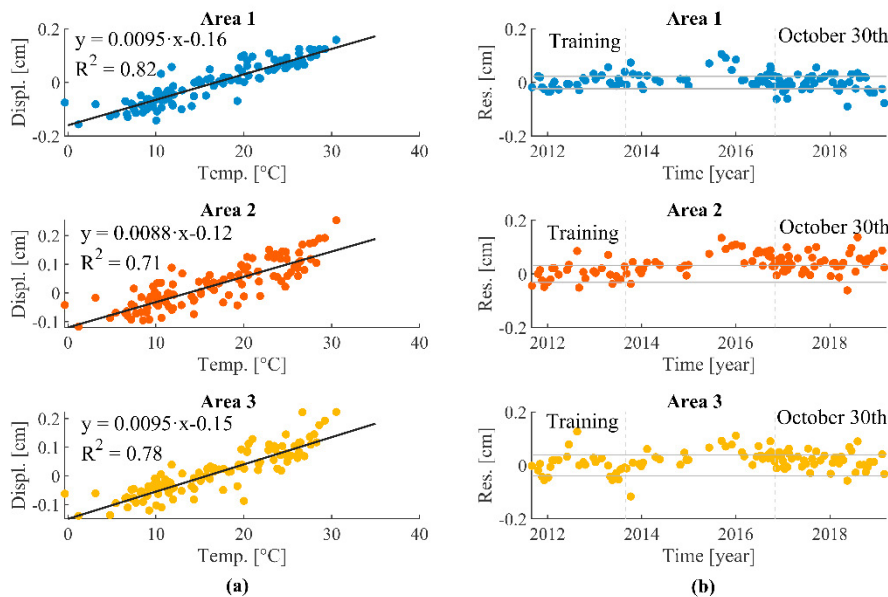 Area 1
y = 0.0095·x-0.16
R² = 0.82
Displ. [cm]
0.2
0
-0.2
0
10
20
30
40
Temp. [°C]
Area 1
Training
October 30th
Res. [cm]
0.2
0
-0.2
2012
2014
2016
2018
Time [year]
Area 2
y = 0.0088·x-0.12
R² = 0.71
Displ. [cm]
0.2
0.1
0
-0.1
0
10
20
30
40
Temp. [°C]
Area 2
Training
October 30th
Res. [cm]
0.2
0
-0.2
2012
2014
2016
2018
Time [year]
Area 3
y = 0.0095·x-0.15
R² = 0.78
Displ. [cm]
0.2
0.1
0
-0.1
0
10
20
30
40
Temp. [°C]
(a)
Area 3
Training
October 30th
Res. [cm]
0.2
0
-0.2
2012
2014
2016
2018
Time [year]
(b)